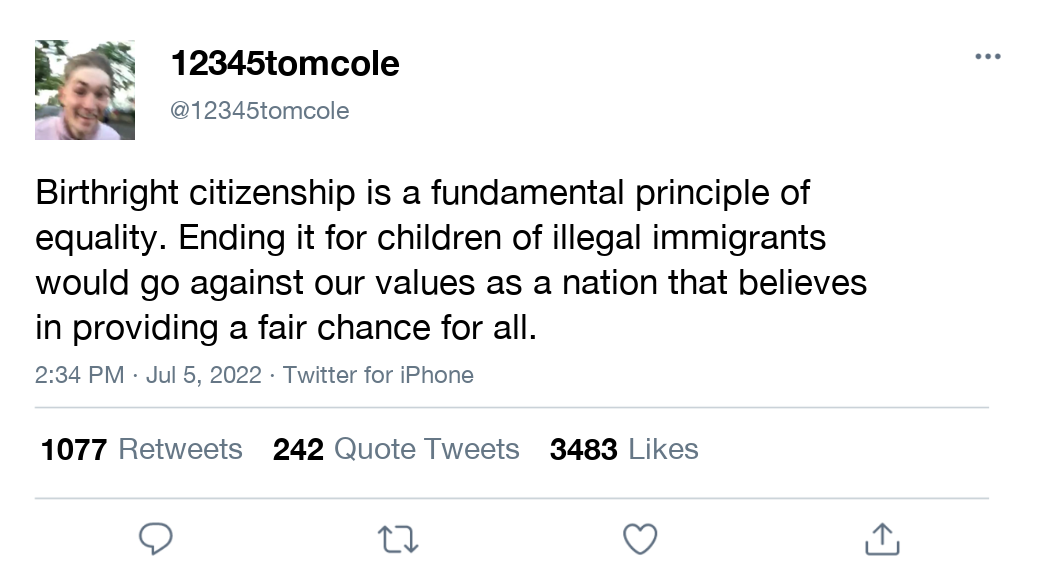 12345tomcole
@12345tomcole
Birthright citizenship is a fundamental principle of
equality. Ending it for children of illegal immigrants
would go against our values as a nation that believes
in providing a fair chance for all.
2:34 PM · Jul 5, 2022 · Twitter for iPhone
1077 Retweets 242 Quote Tweets 3483 Likes